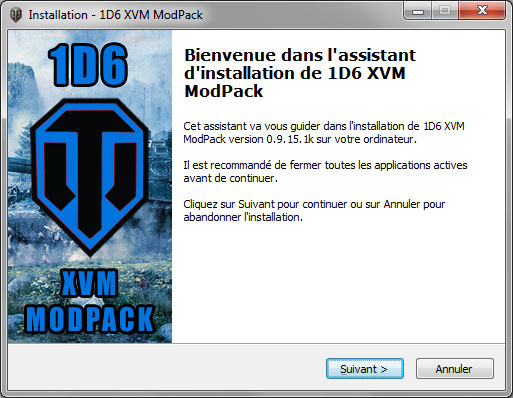 Installation - 1D6 XVM ModPack
1D6
XVM
MODPACK
Bienvenue dans l'assistant
d'installation de 1D6 XVM
ModPack
Cet assistant va vous guider dans l'installation de 1D6 XVM
ModPack version 0.9.15.1k sur votre ordinateur.
Il est recommandé de fermer toutes les applications actives
avant de continuer.
Cliquez sur Suivant pour continuer ou sur Annuler pour
abandonner l'installation.
Suivant >
Annuler